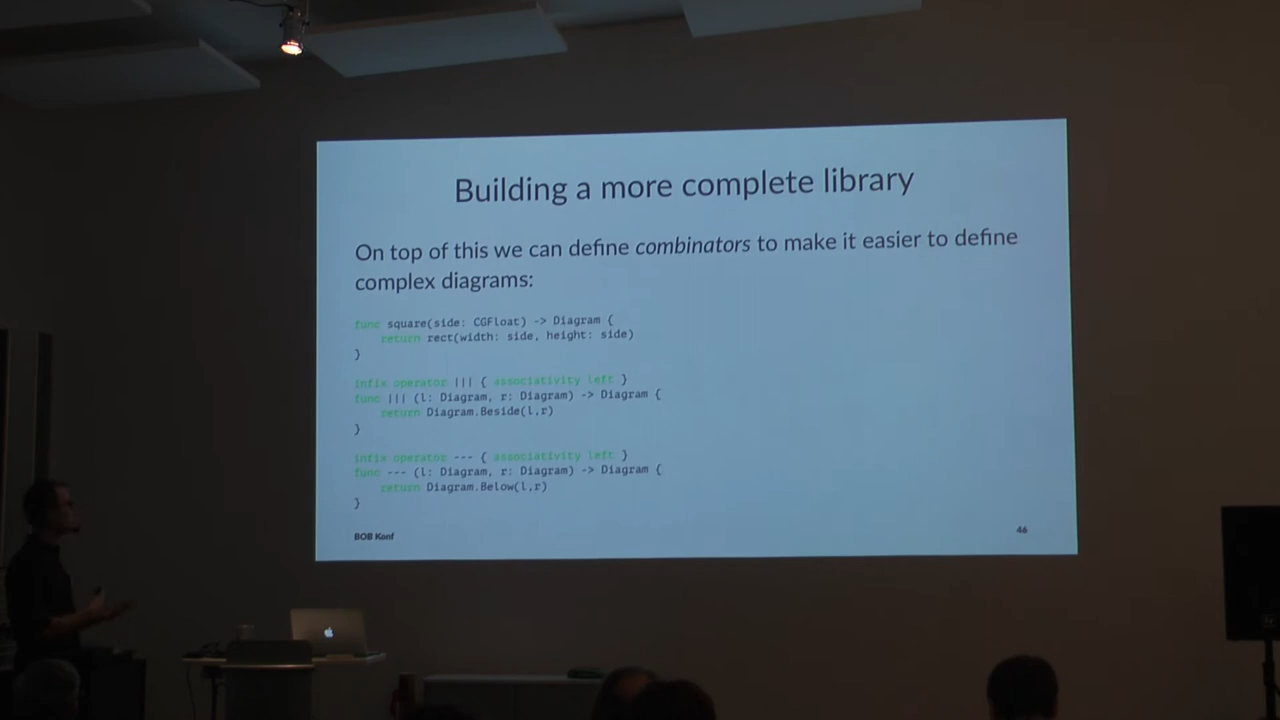 Building a more complete library
On top of this we can define combinators to make it easier to define
complex diagrams:
func square(side: CGFloat) -> Diagram {
    return rect(width: side, height: side)
}
infix operator ||| { associativity left }
func ||| (l: Diagram, r: Diagram) -> Diagram {
    return Diagram.Beside(l,r)
}
infix operator --- { associativity left }
func --- (l: Diagram, r: Diagram) -> Diagram {
    return Diagram.Below(l,r)
}
BOB Konf
46